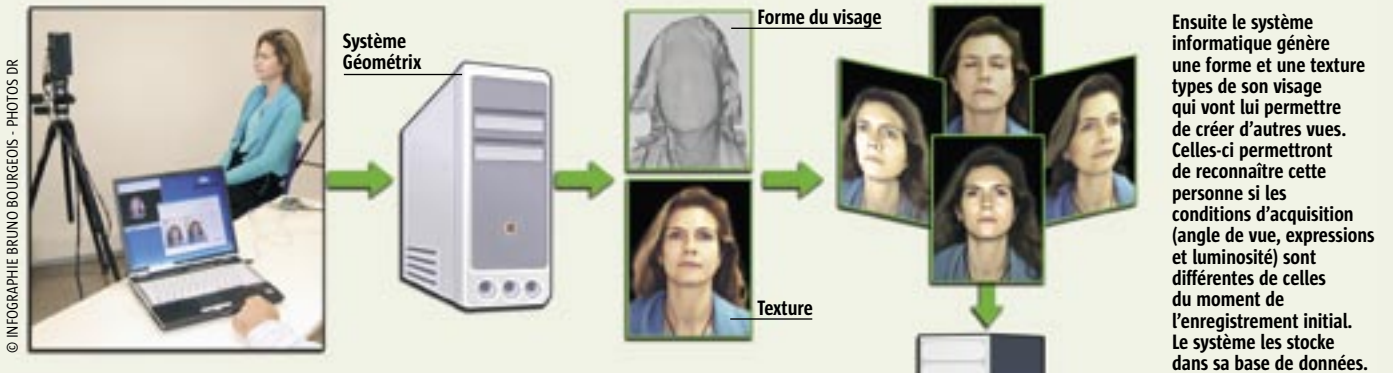 © INFOGRAPHIE BRUNO BOURGEOIS - PHOTOS DR
Système
Géométrix
Forme du visage
Texture
Ensuite le système
informatique génère
une forme et une texture
types de son visage
qui vont lui permettre
de créer d'autres vues.
Celles-ci permettront
de reconnaître cette
personne si les
conditions d'acquisition
(angle de vue, expressions
et luminosité) sont
différentes de celles
du moment de
l'enregistrement initial.
Le système les stocke
dans sa base de données.